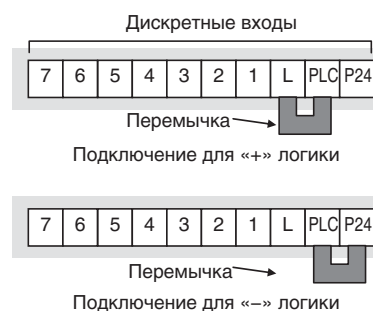 Дискретные входы
7 6 5 4 3 2 1 L PLC P24
Перемычка
Подключение для «+» логики
7 6 5 4 3 2 1 L PLC P24
Перемычка
Подключение для «–» логики